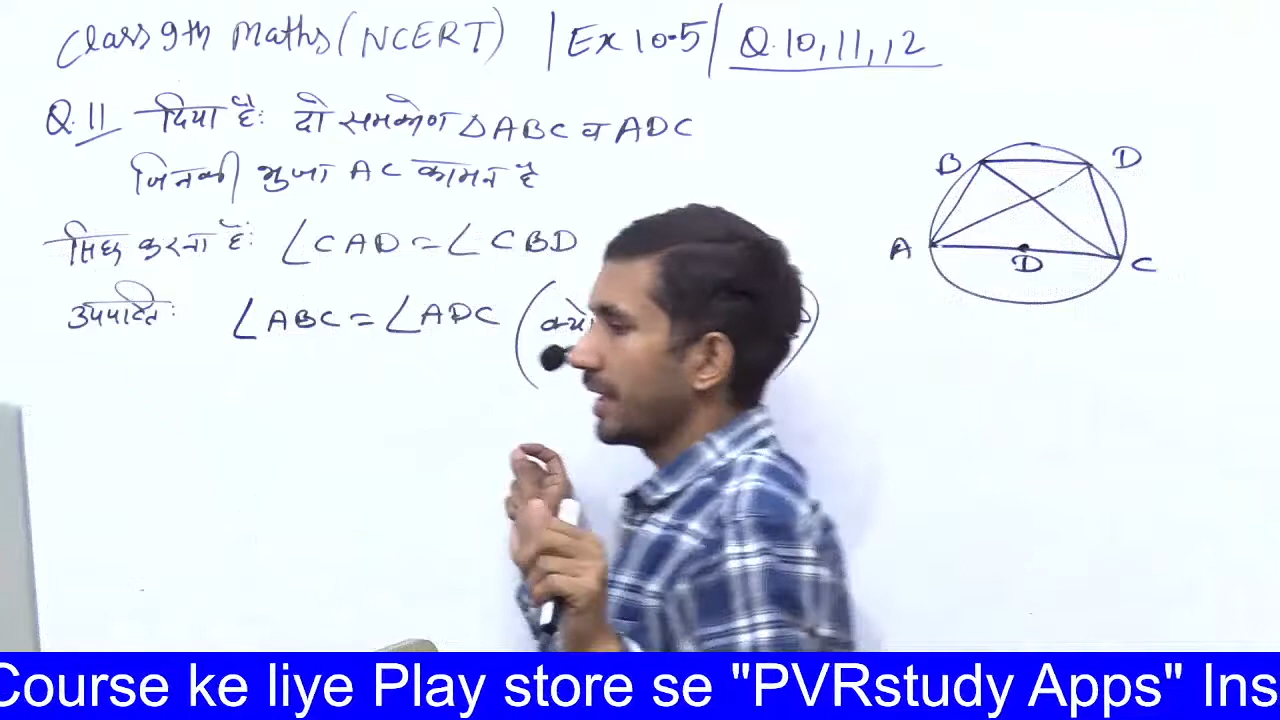 Class 9th Maths (NCERT) | Ex 10.5 | Q. 10, 11, 12
Q. 11 दिया है: दो समकोण △ABC व ADC
जिनकी भुजा AC कामन है
सिध्द करना है: ∠CAD = ∠CBD
उपपत्ति: ∠ABC = ∠ADC
B
D
A
D
C
Course ke liye Play store se "PVRstudy Apps" Ins